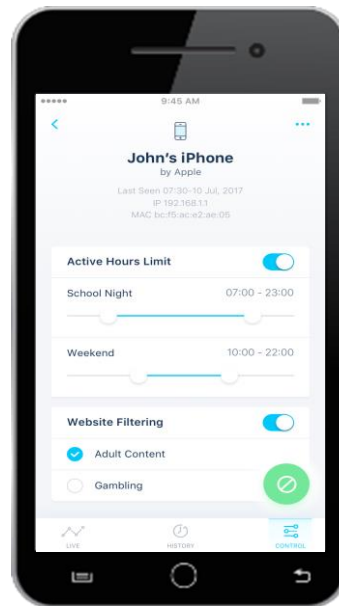 9:45 AM
John's iPhone
by Apple
Last Seen 07:30-10 Jul, 2017
IP 192.168.1.1
MAC bc:f5:ac:e2:ae:05
Active Hours Limit
School Night 07:00 - 23:00
Weekend 10:00 - 22:00
Website Filtering
Adult Content
Gambling
LIVE HISTORY CONTROL